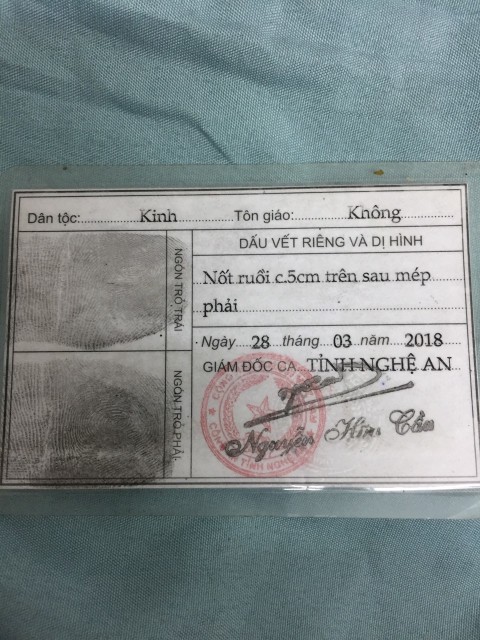 Dân tộc: Kinh Tôn giáo: Không
NGÓN TRỎ TRÁI
NGÓN TRỎ PHẢI
DẤU VẾT RIÊNG VÀ DỊ HÌNH
Nốt ruồi c.5cm trên sau mép
phải
Ngày 28 tháng 03 năm 2018
GIÁM ĐỐC CA TỈNH NGHỆ AN
Nguyễn Hữu Cầu